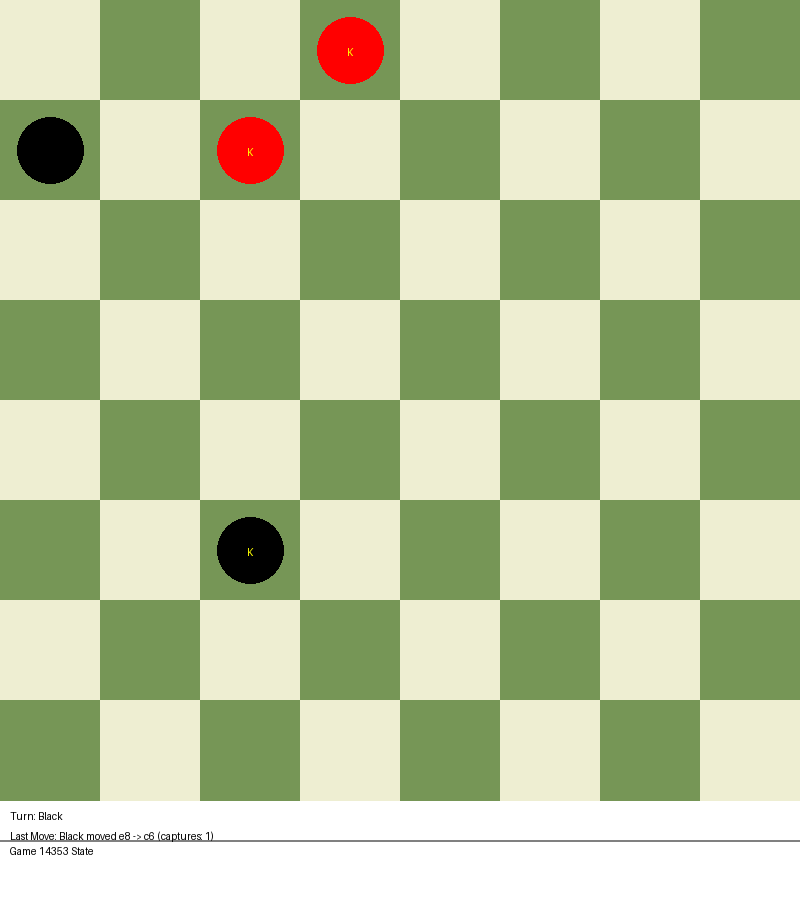 K
K
K
Turn: Black
Last Move: Black moved e8 -> c6 (captures: 1)
Game 14353 State